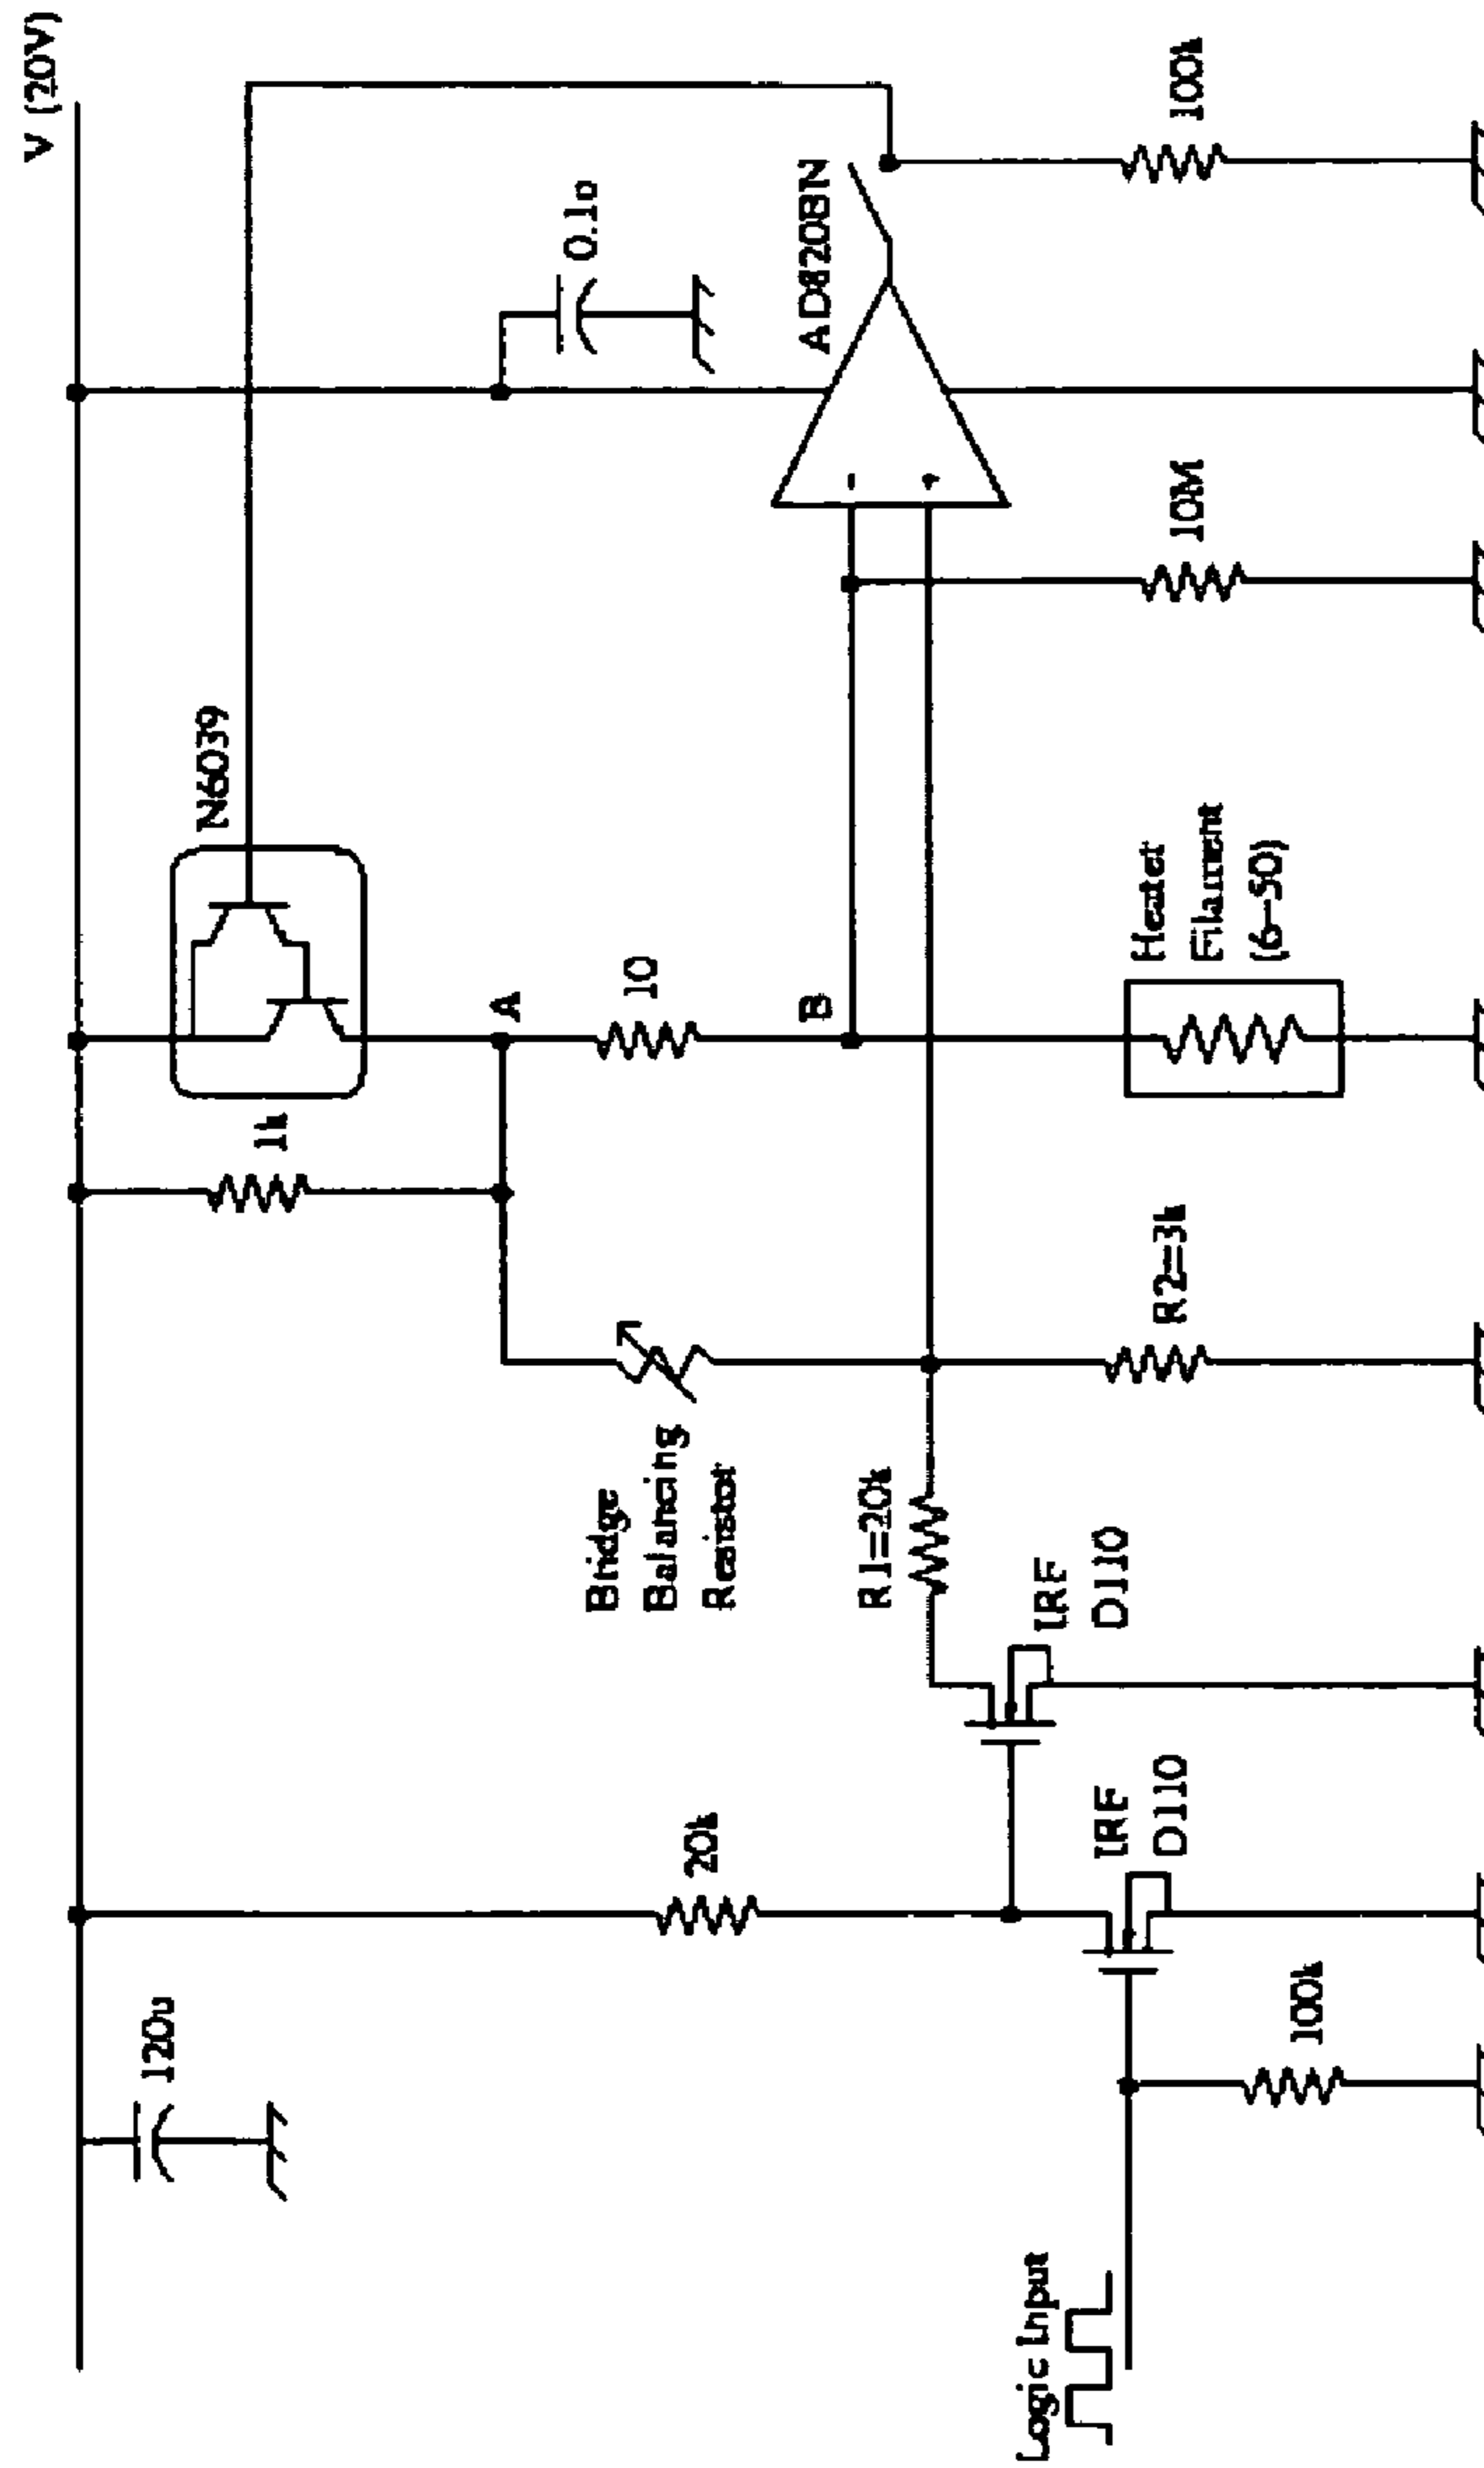 V (20V)
120u
1k
N6039
0.1u
AD820BN
A
10
B
20k
Bridge
Balancing
Resistor
R1=20k
IRF
D110
IRF
D110
Logic Input
100k
R2=3k
Heater
Filament
(6-50)
10M
100k
-
+